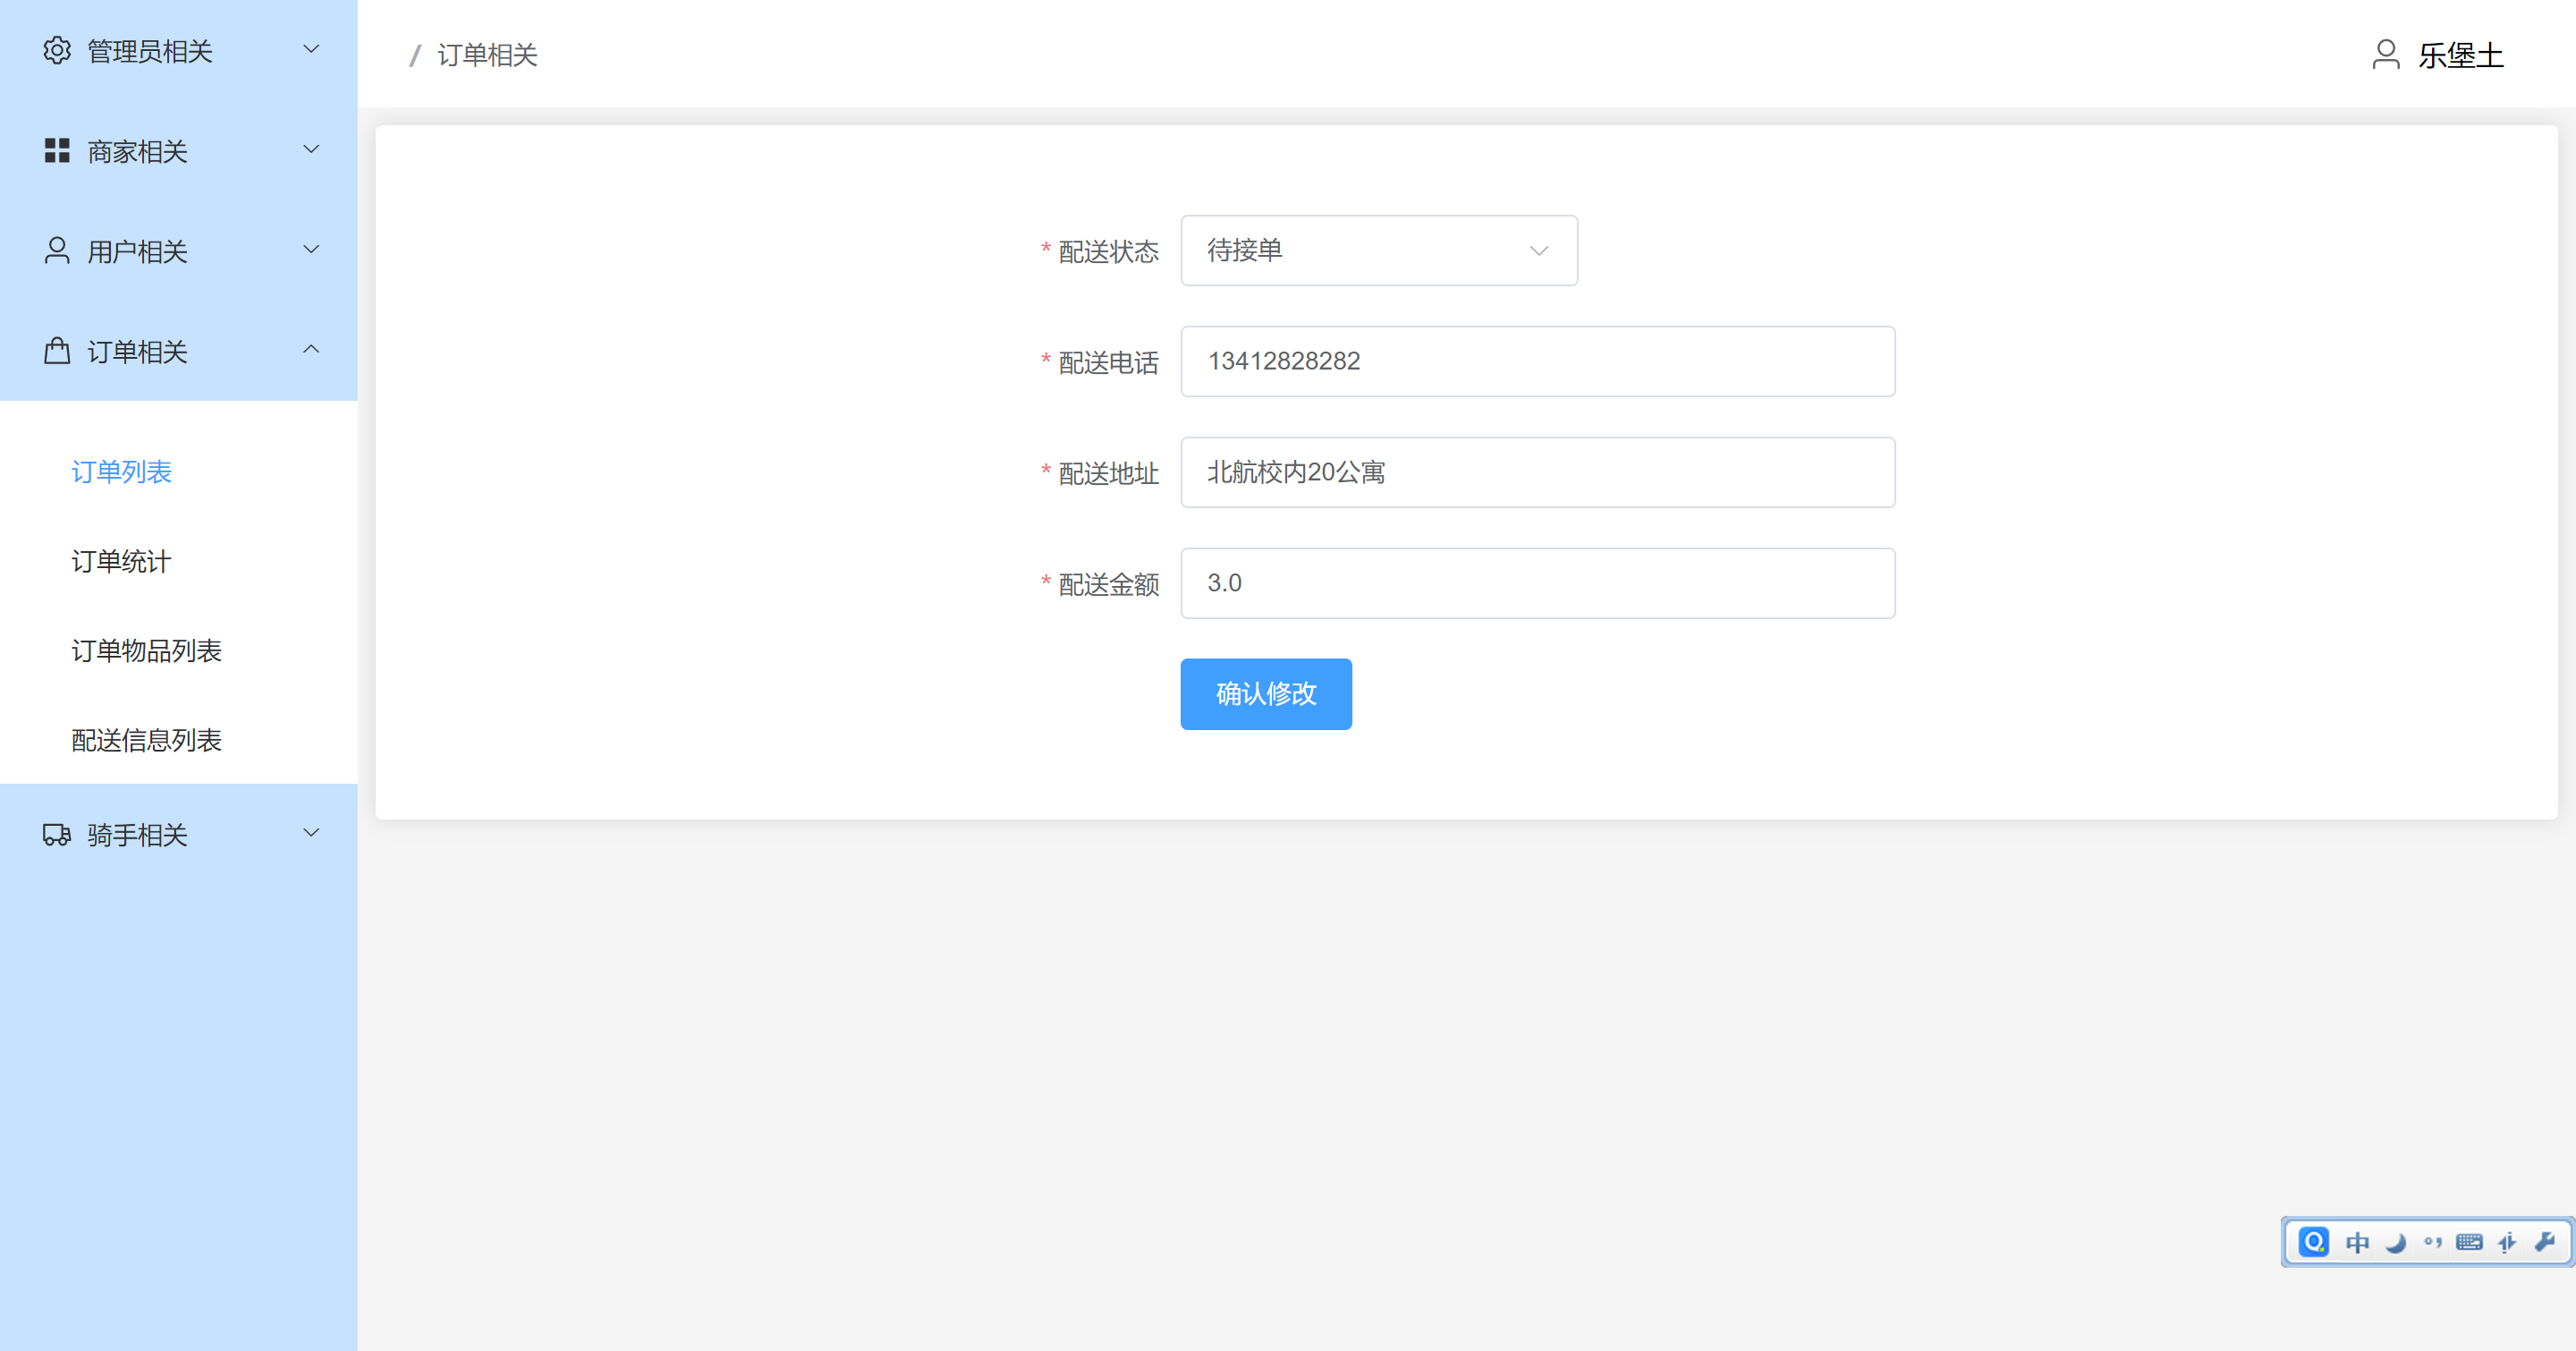 管理员相关
商家相关
用户相关
订单相关
订单列表
订单统计
订单物品列表
配送信息列表
骑手相关
/ 订单相关
乐堡土
* 配送状态 待接单
* 配送电话 13412828282
* 配送地址 北航校内20公寓
* 配送金额 3.0
确认修改
中